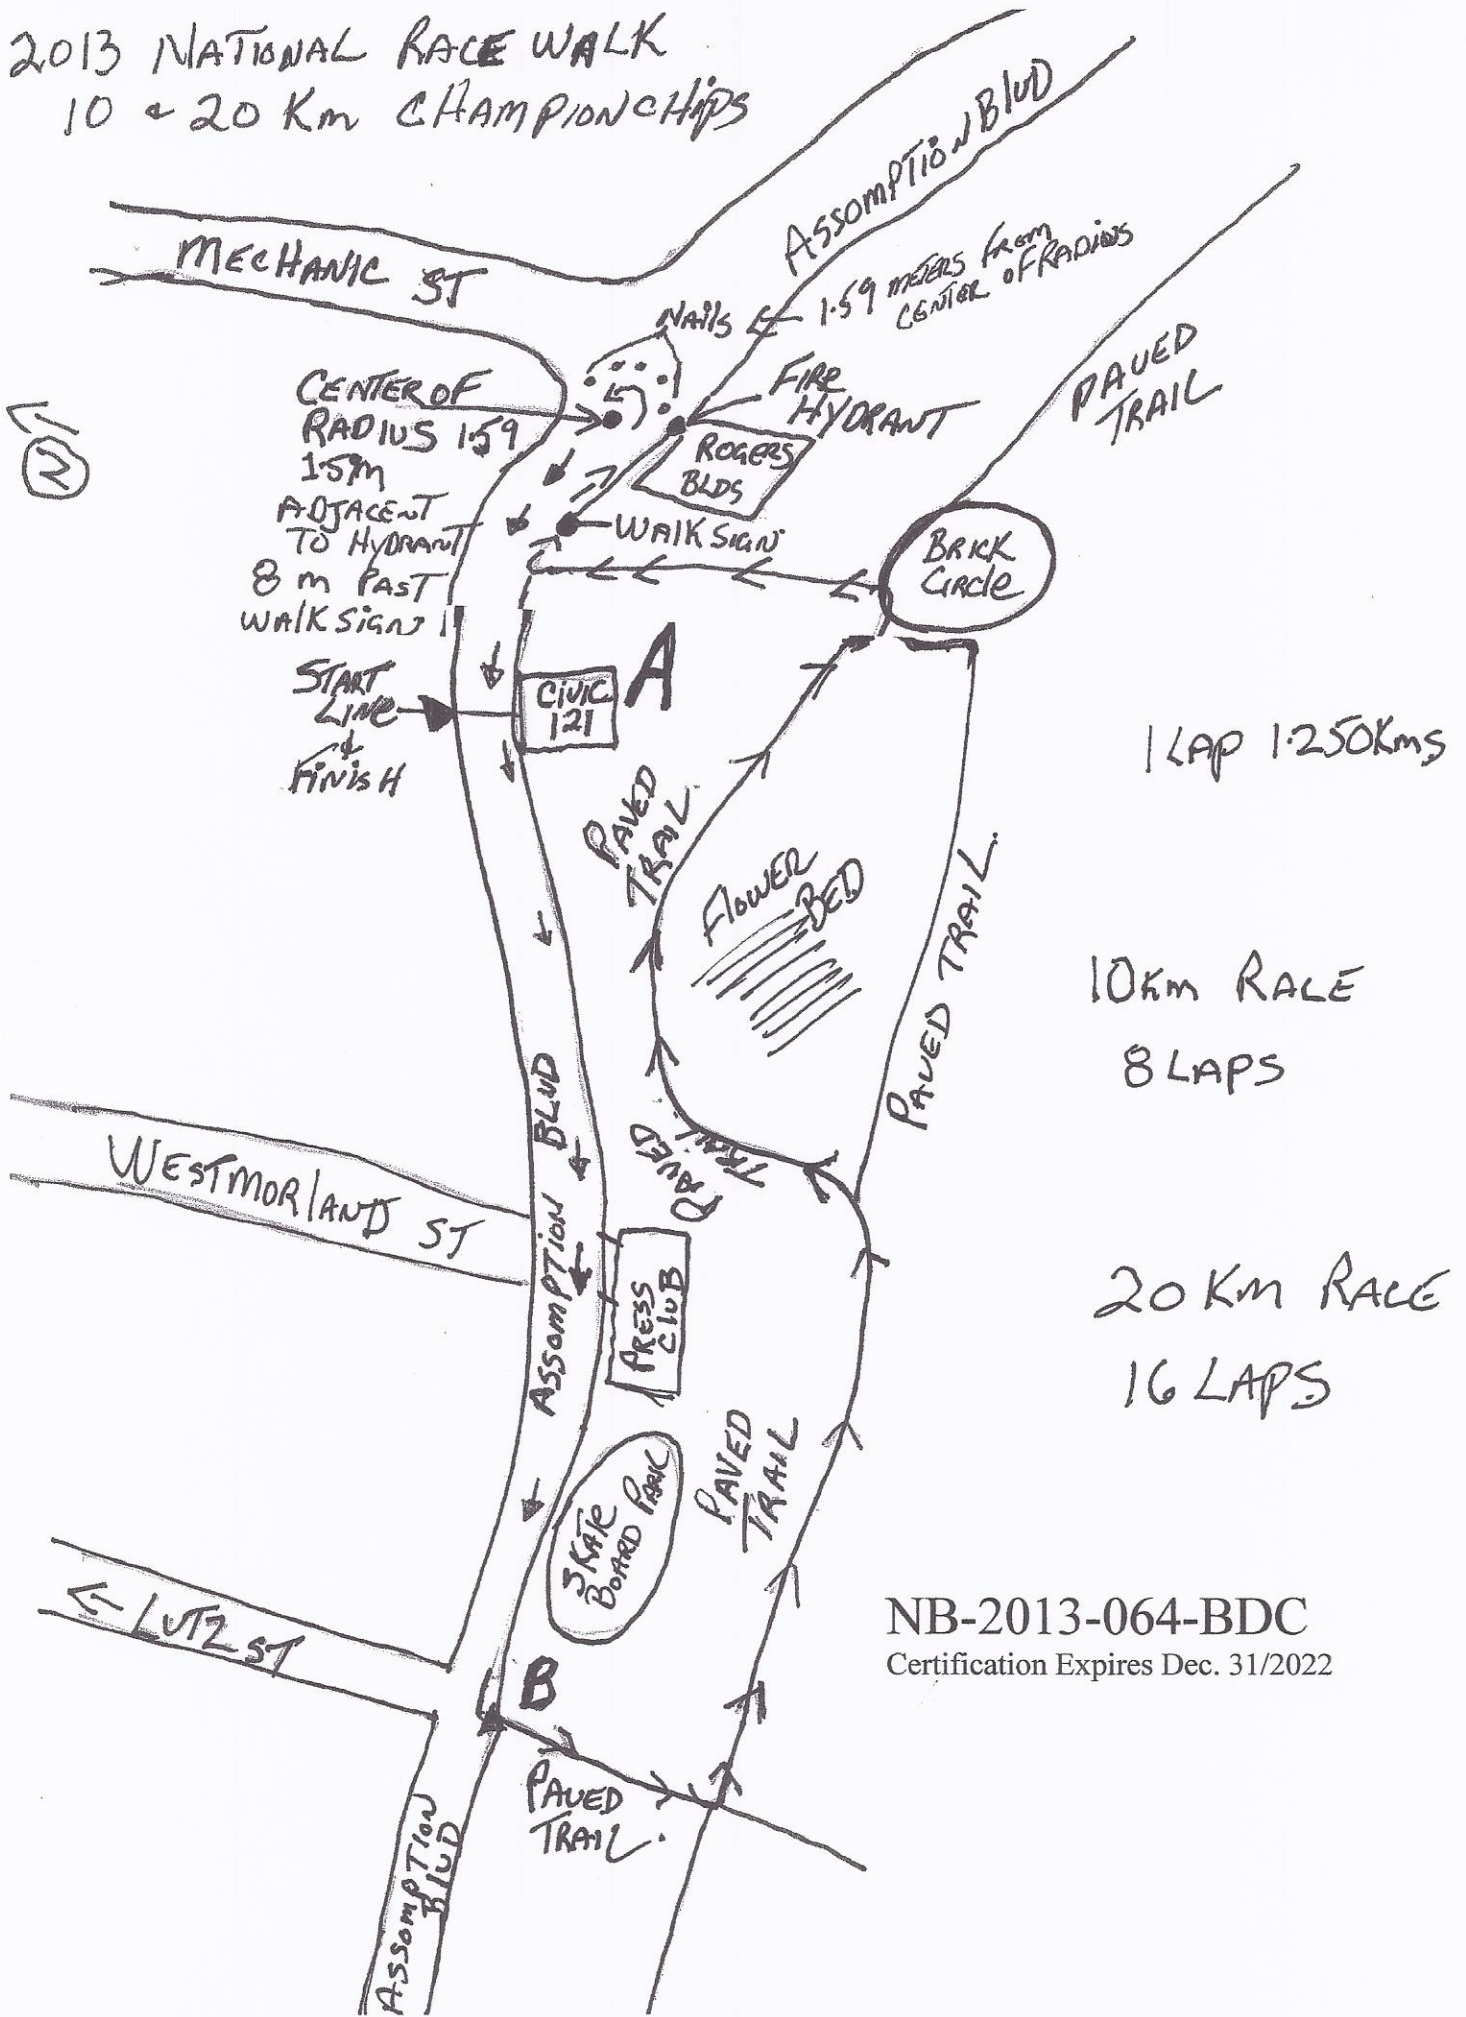 2013 NATIONAL RACE WALK
10 & 20 Km CHAMPIONCHIPS
ASSOMPTION BLVD
MECHANIC ST
NAILS
1.59 METERS FROM
CENTER OF RADIUS
PAVED
TRAIL
CENTER OF
RADIUS 1.59
1.59m
ADJACENT
TO HYDRANT
8 m PAST
WALK SIGN
FIRE
HYDRANT
ROGERS
BLDG
2
WALK SIGN
BRICK
CIRCLE
START
LINE
&
FINISH
CIVIC
121
A
1 LAP 1.250Kms
PAVED
TRAIL
FLOWER
BED
PAVED TRAIL
10Km RACE
8 LAPS
ASSOMPTION BLVD
PAVED
TRAIL
WESTMORLAND ST
PRESS
CLUB
20 KM RACE
16 LAPS
SKATE
BOARD PARK
PAVED
TRAIL
LUTZ ST
NB-2013-064-BDC
Certification Expires Dec. 31/2022
B
PAVED
TRAIL.
ASSOMPTION
BLVD